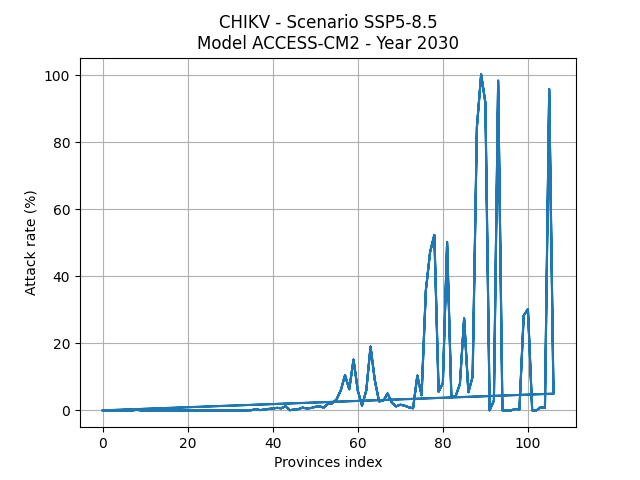 CHIKV - Scenario SSP5-8.5
Model ACCESS-CM2 - Year 2030
100
80
60
40
20
0
Attack rate (%)
0 20 40 60 80 100
Provinces index